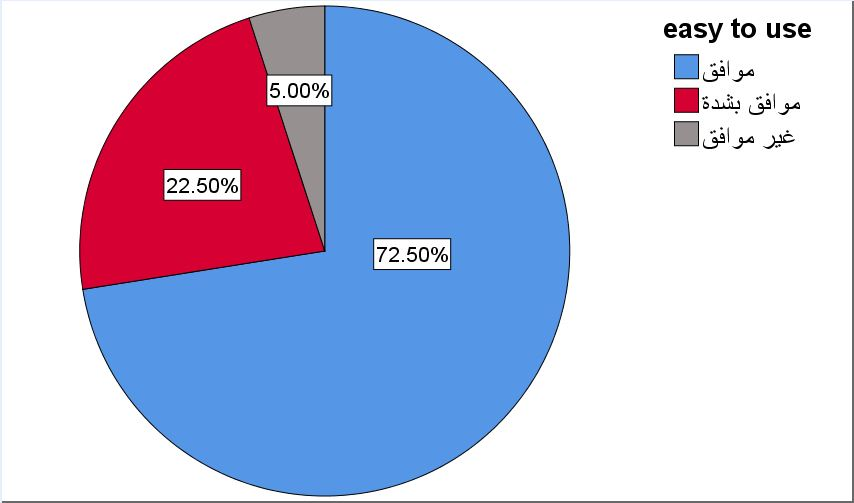 easy to use
موافق
موافق بشدة
غير موافق
5.00%
22.50%
72.50%